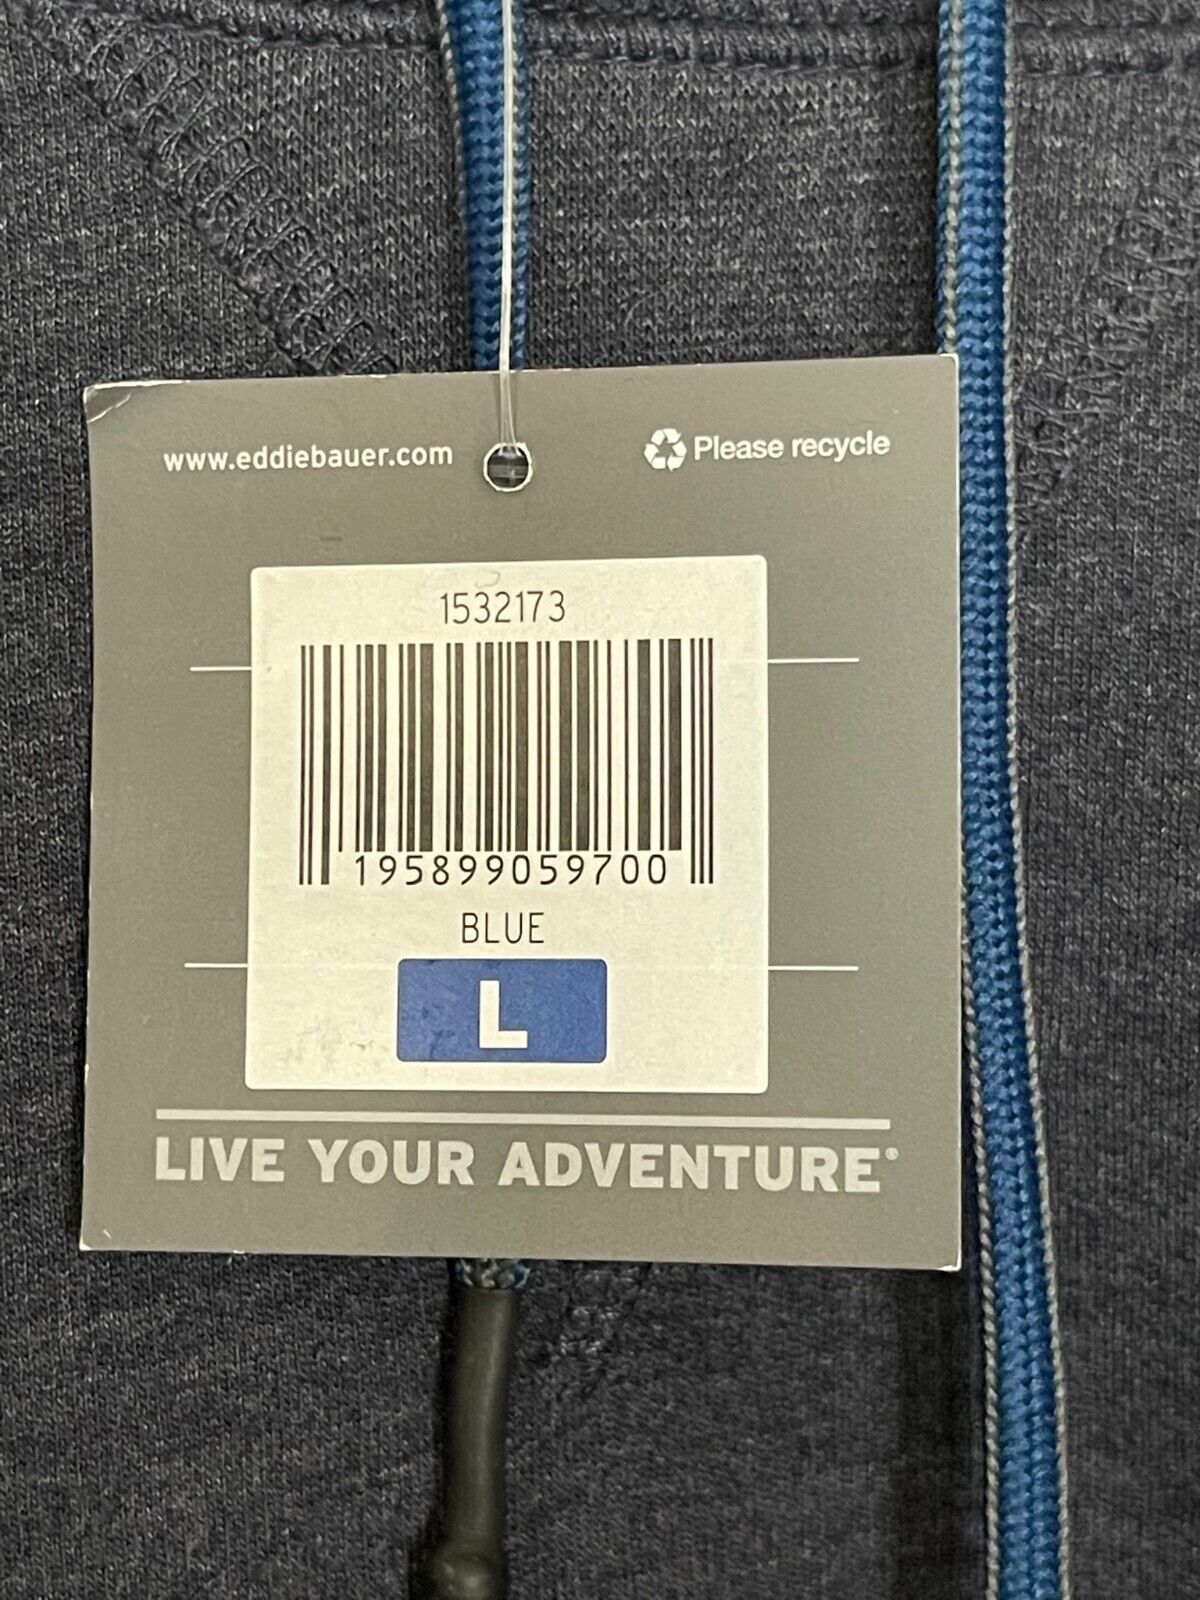 www.eddiebauer.com
Please recycle
1532173
195899059700
BLUE
L
LIVE YOUR ADVENTURE®